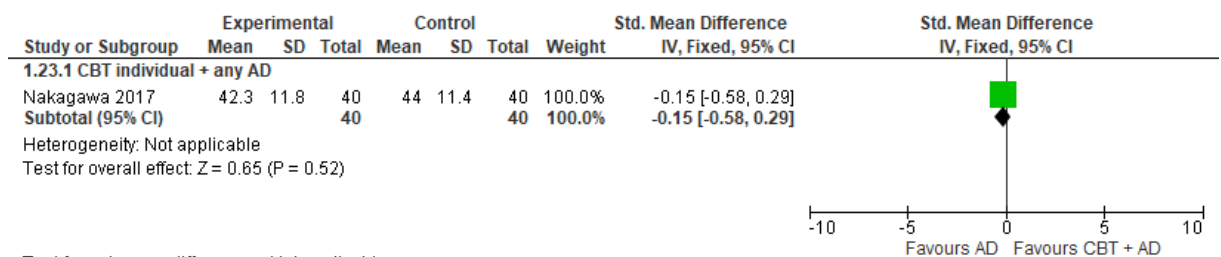 Experimental Control Std. Mean Difference Std. Mean Difference
Study or Subgroup Mean SD Total Mean SD Total Weight IV, Fixed, 95% CI IV, Fixed, 95% CI
1.23.1 CBT individual + any AD
Nakagawa 2017 42.3 11.8 40 44 11.4 40 100.0% -0.15 [-0.58, 0.29]
Subtotal (95% CI) 40 40 100.0% -0.15 [-0.58, 0.29]
Heterogeneity: Not applicable
Test for overall effect: Z = 0.65 (P = 0.52)
-10 -5 0 5 10
Favours AD Favours CBT + AD